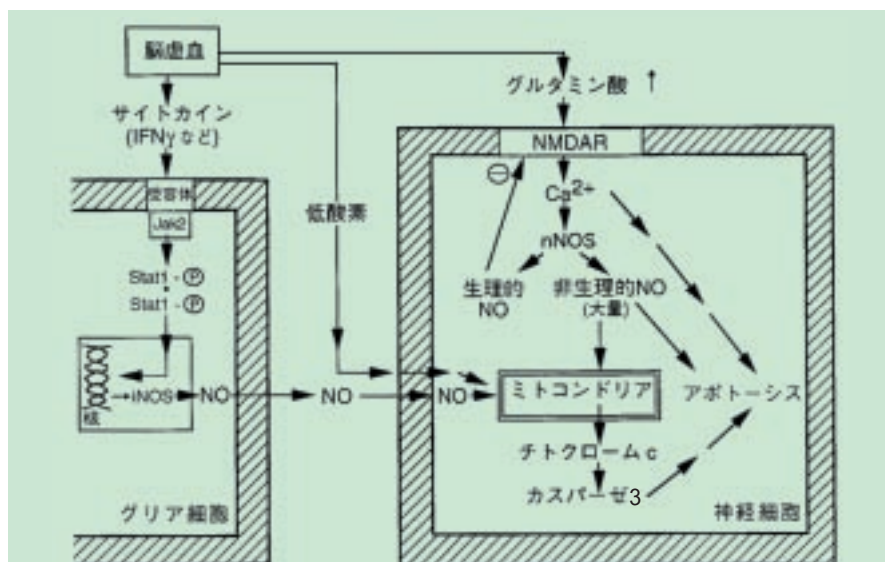 脳虚血
グルタミン酸 ↑
サイトカイン
(IFNγなど)
NMDAR
⊖
Ca2+
受容体
Jak2
低酸素
nNOS
Stat1 - Ⓟ
Stat1 - Ⓟ
生理的
NO
非生理的NO
(大量)
核
→iNOS→NO
NO
NO
ミトコンドリア
アポトーシス
チトクローム c
カスパーゼ3
グリア細胞
神経細胞